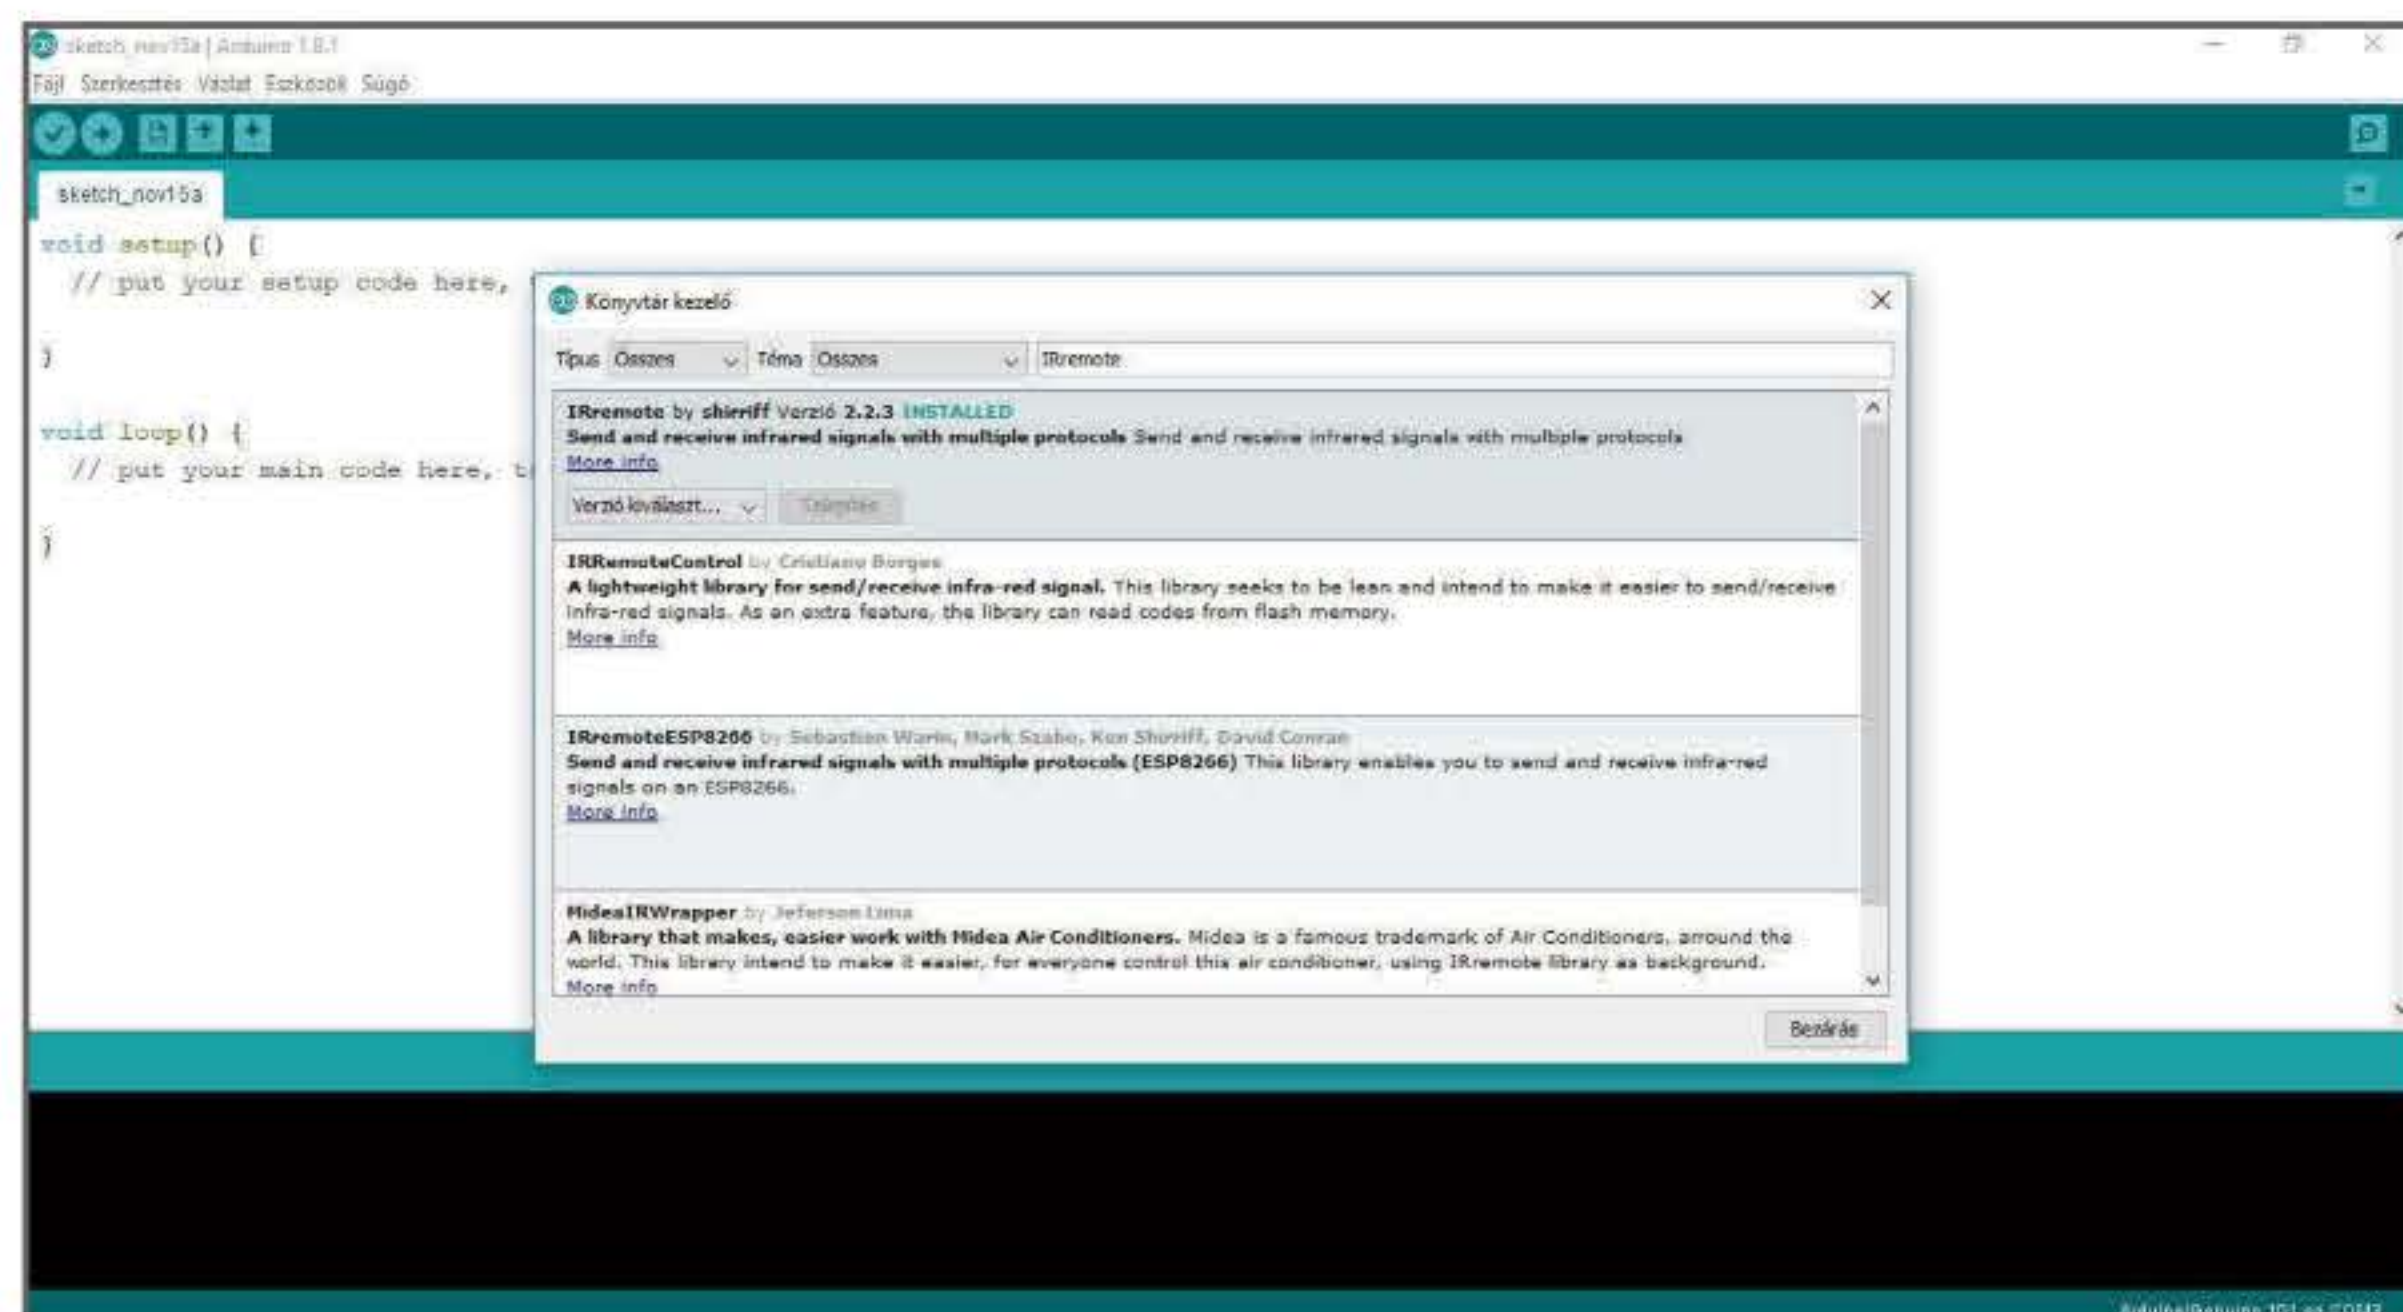 sketch_nov15a | Arduino 1.8.1
Fájl Szerkesztés Vázlat Eszközök Súgó
sketch_nov15a
void setup() {
// put your setup code here,
}
void loop() {
// put your main code here, t
}
Könyvtár kezelő
Típus Összes Téma Összes IRremote
IRremote by shirriff Verzió 2.2.3 INSTALLED
Send and receive infrared signals with multiple protocols Send and receive infrared signals with multiple protocols
More info
Verzió kiválaszt...
IRRemoteControl by Cristiano Borges
A lightweight library for send/receive infra-red signal. This library seeks to be lean and intend to make it easier to send/receive
infra-red signals. As an extra feature, the library can read codes from flash memory.
More info
IRremoteESP8266 by Sebastien Warin, Mark Szabo, Ken Shirriff, David Conran
Send and receive infrared signals with multiple protocols (ESP8266) This library enables you to send and receive infra-red
signals on an ESP8266.
More info
MideaIRWrapper by Jeferson Lima
A library that makes, easier work with Midea Air Conditioners. Midea is a famous trademark of Air Conditioners, arround the
world. This library intend to make it easier, for everyone control this air conditioner, using IRremote library as background.
More info
Bezárás